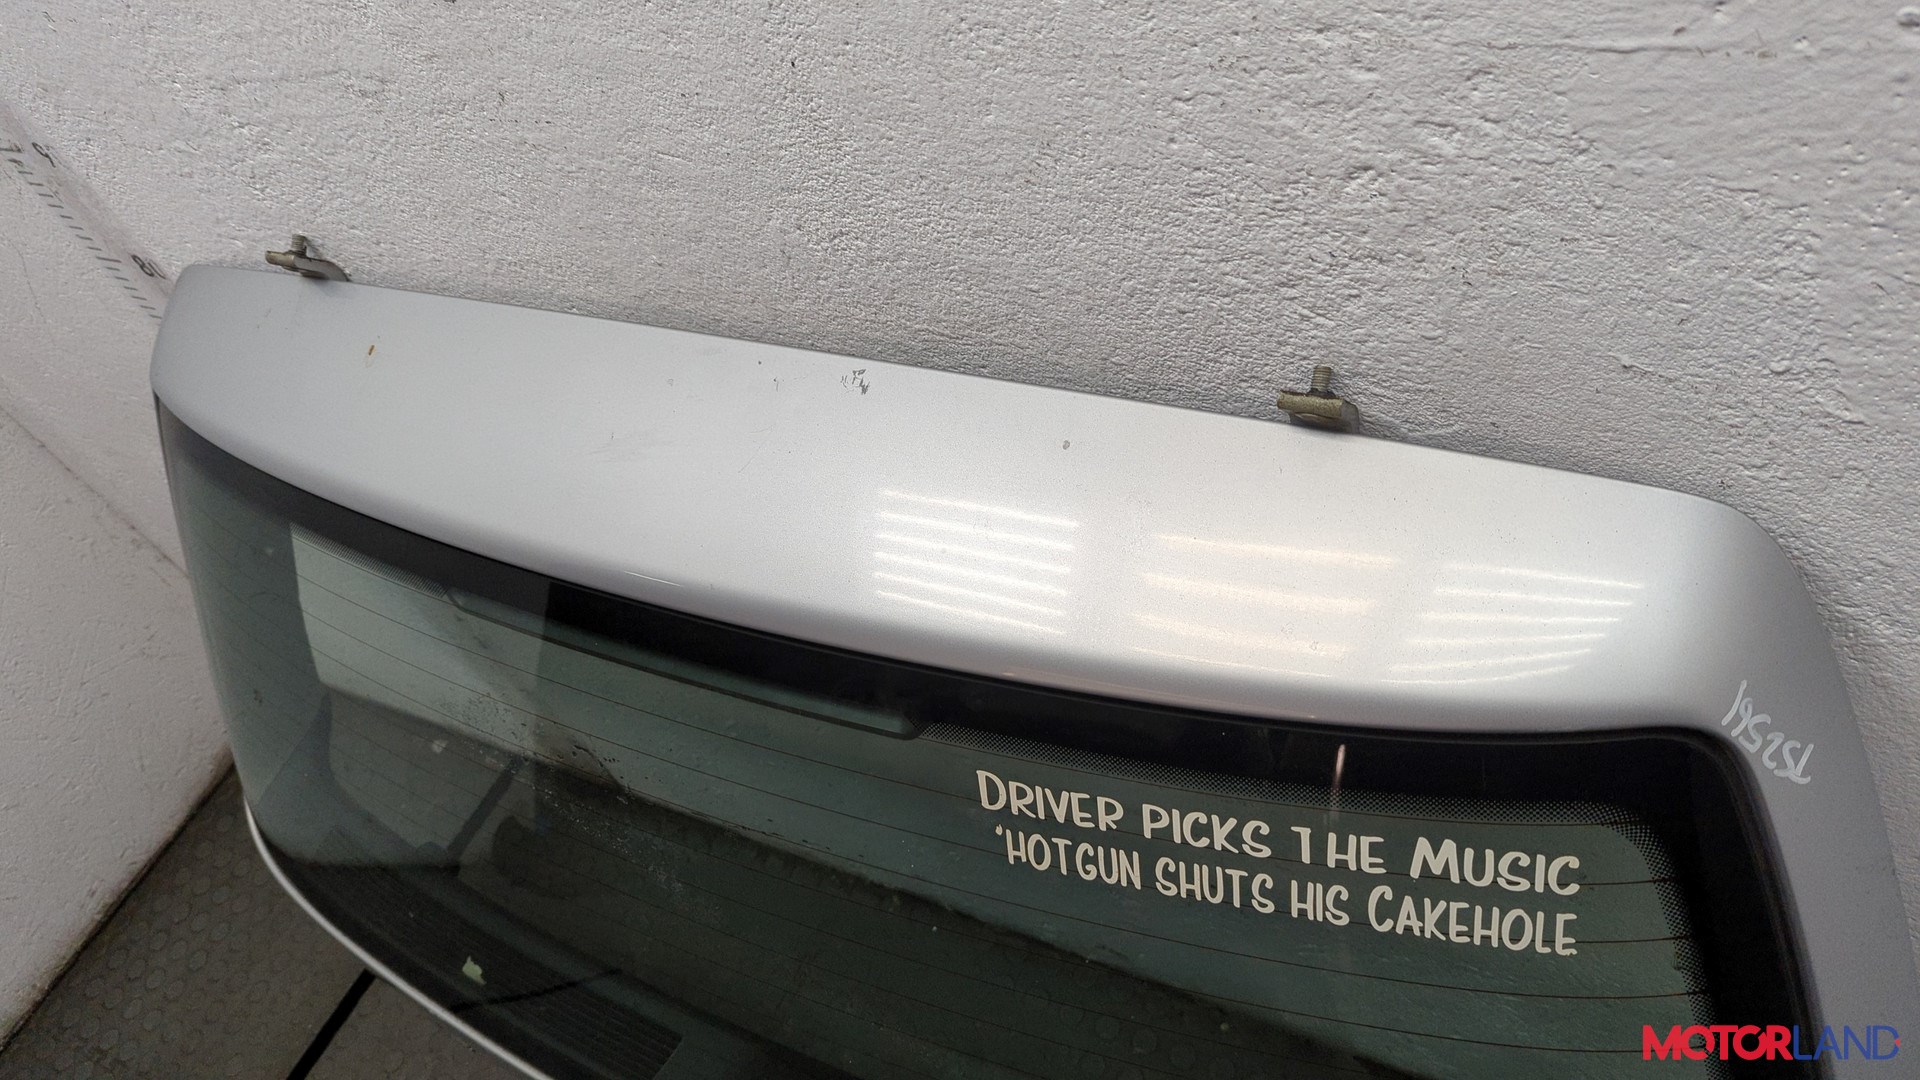 DRIVER PICKS THE MUSIC
'HOTGUN SHUTS HIS CAKEHOLE
MOTORLAND